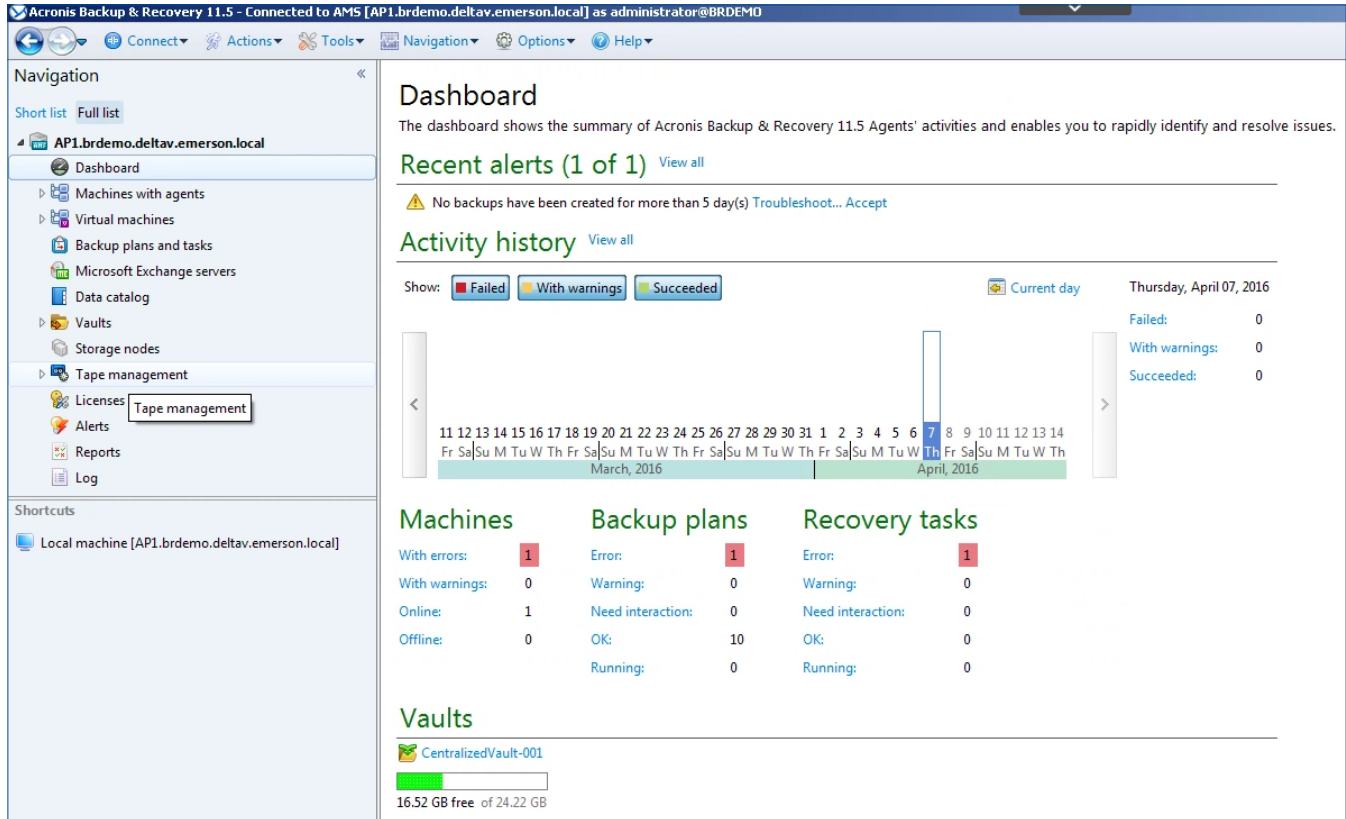 Acronis Backup & Recovery 11.5 - Connected to AMS [AP1.brdemo.deltav.emerson.local] as administrator@BRDEMO
Connect Actions Tools Navigation Options Help
Navigation
Short list Full list
AP1.brdemo.deltav.emerson.local
Dashboard
Machines with agents
Virtual machines
Backup plans and tasks
Microsoft Exchange servers
Data catalog
Vaults
Storage nodes
Tape management
Licenses
Tape management
Alerts
Reports
Log
Shortcuts
Local machine [AP1.brdemo.deltav.emerson.local]
Dashboard
The dashboard shows the summary of Acronis Backup & Recovery 11.5 Agents' activities and enables you to rapidly identify and resolve issues.
Recent alerts (1 of 1) View all
No backups have been created for more than 5 day(s) Troubleshoot... Accept
Activity history View all
Show: Failed With warnings Succeeded Current day
11 12 13 14 15 16 17 18 19 20 21 22 23 24 25 26 27 28 29 30 31 1 2 3 4 5 6 7 8 9 10 11 12 13 14
Fr Sa Su M Tu W Th Fr Sa Su M Tu W Th Fr Sa Su M Tu W Th Fr Sa Su M Tu W Th Fr Sa Su M Tu W Th
March, 2016 April, 2016
Thursday, April 07, 2016
Failed: 0
With warnings: 0
Succeeded: 0
Machines
With errors: 1
With warnings: 0
Online: 1
Offline: 0
Backup plans
Error: 1
Warning: 0
Need interaction: 0
OK: 10
Running: 0
Recovery tasks
Error: 1
Warning: 0
Need interaction: 0
OK: 0
Running: 0
Vaults
CentralizedVault-001
16.52 GB free of 24.22 GB